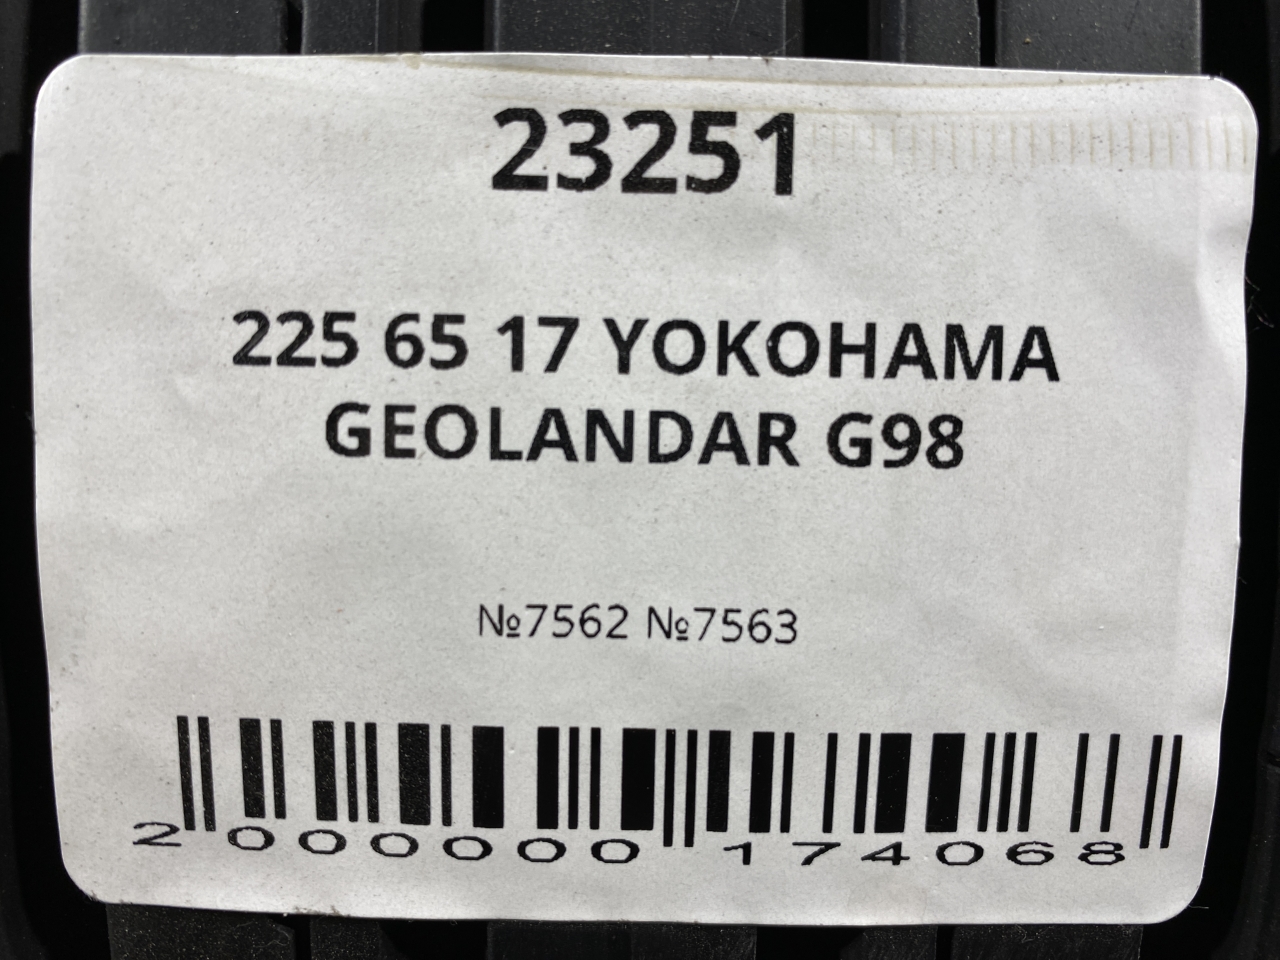 23251
225 65 17 YOKOHAMA
GEOLANDAR G98
№7562 №7563
2 000000 174068